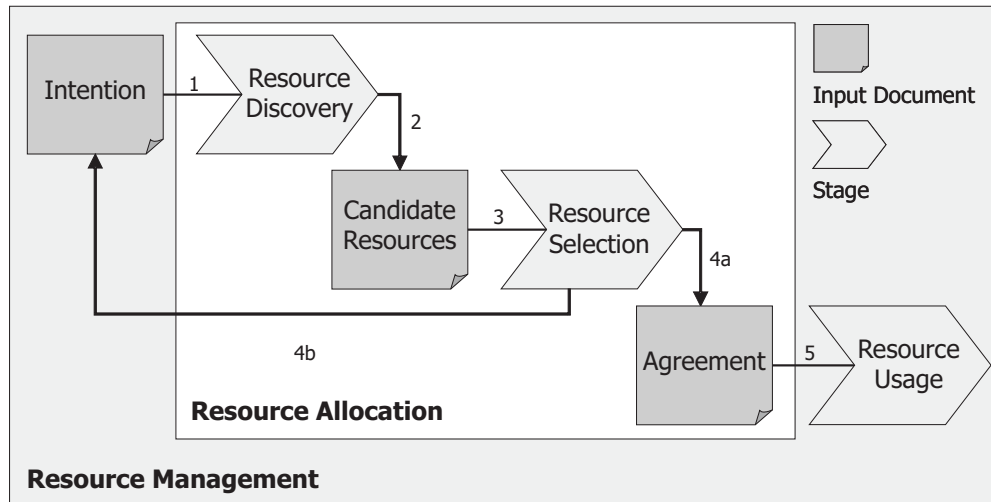 Intention
1
Resource
Discovery
2
Input Document
Stage
Candidate
Resources
3
Resource
Selection
4a
4b
Agreement
5
Resource
Usage
Resource Allocation
Resource Management